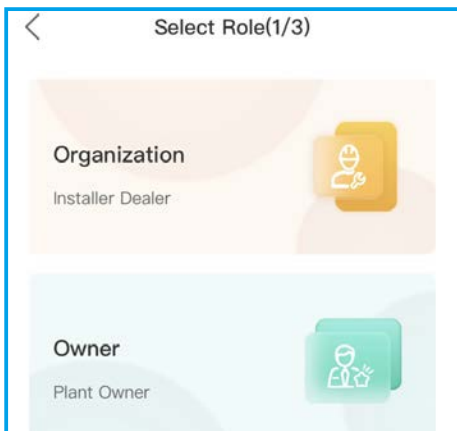 Select Role(1/3)
Organization
Installer Dealer
Owner
Plant Owner